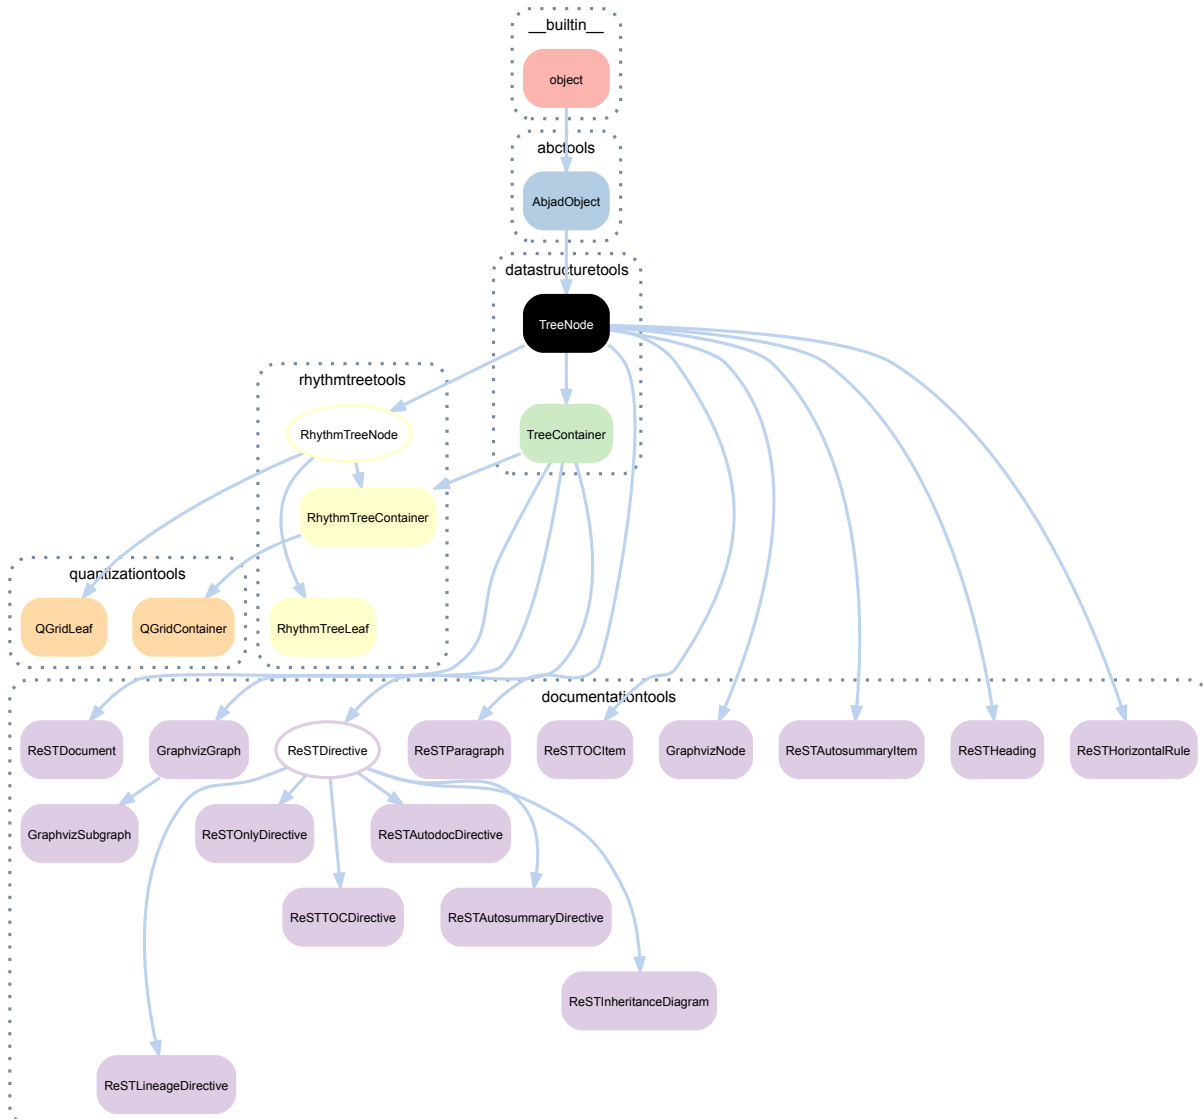 __builtin__
object
abctools
AbjadObject
datastructuretools
TreeNode
rhythmtreetools
RhythmTreeNode
TreeContainer
RhythmTreeContainer
quantizationtools
QGridLeaf
QGridContainer
RhythmTreeLeaf
documentationtools
ReSTDocument
GraphvizGraph
ReSTDirective
ReSTParagraph
ReSTTOCItem
GraphvizNode
ReSTAutosummaryItem
ReSTHeading
ReSTHorizontalRule
GraphvizSubgraph
ReSTOnlyDirective
ReSTAutodocDirective
ReSTTOCDirective
ReSTAutosummaryDirective
ReSTInheritanceDiagram
ReSTLineageDirective